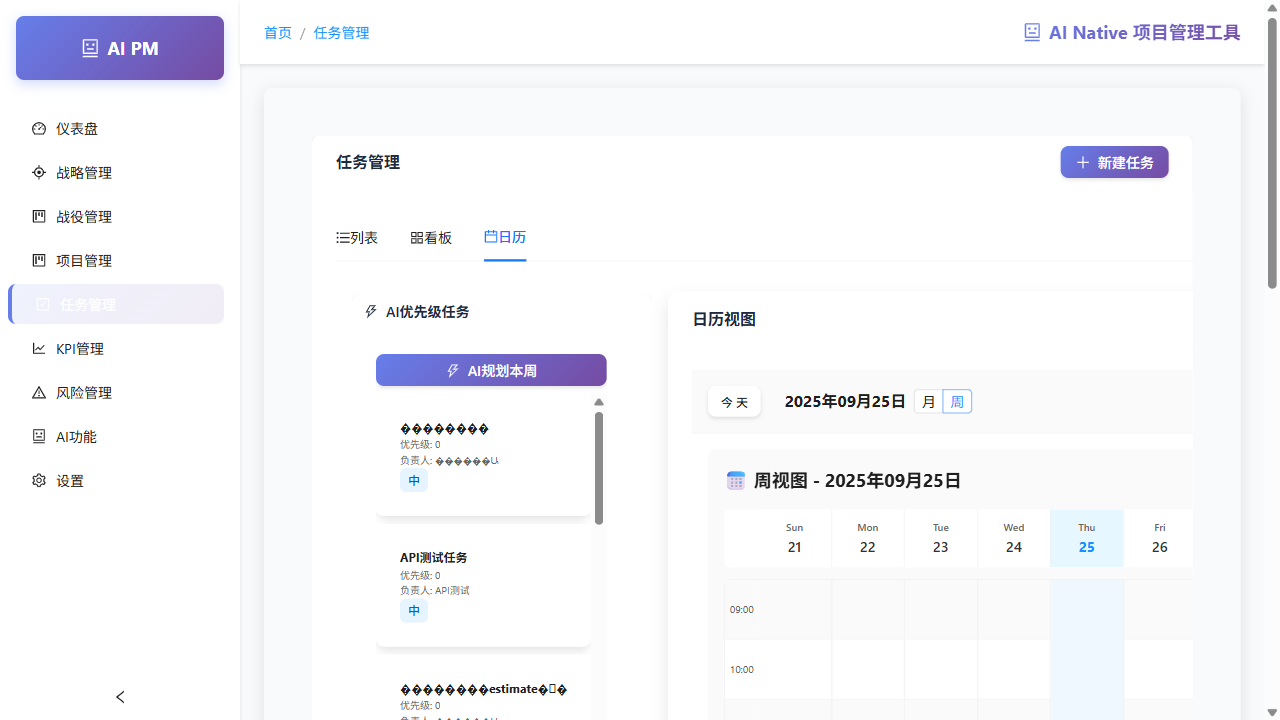 AI PM
首页 / 任务管理
AI Native 项目管理工具
仪表盘
战略管理
战役管理
项目管理
任务管理
KPI管理
风险管理
AI功能
设置
任务管理
新建任务
列表
看板
日历
AI优先级任务
AI规划本周
��������
优先级: 0
负责人: ������Ա
中
API测试任务
优先级: 0
负责人: API测试
中
��������estimate�
优先级: 0
日历视图
今天
2025年09月25日
月
周
周视图 - 2025年09月25日
Sun Mon Tue Wed Thu Fri
21 22 23 24 25 26
09:00
10:00